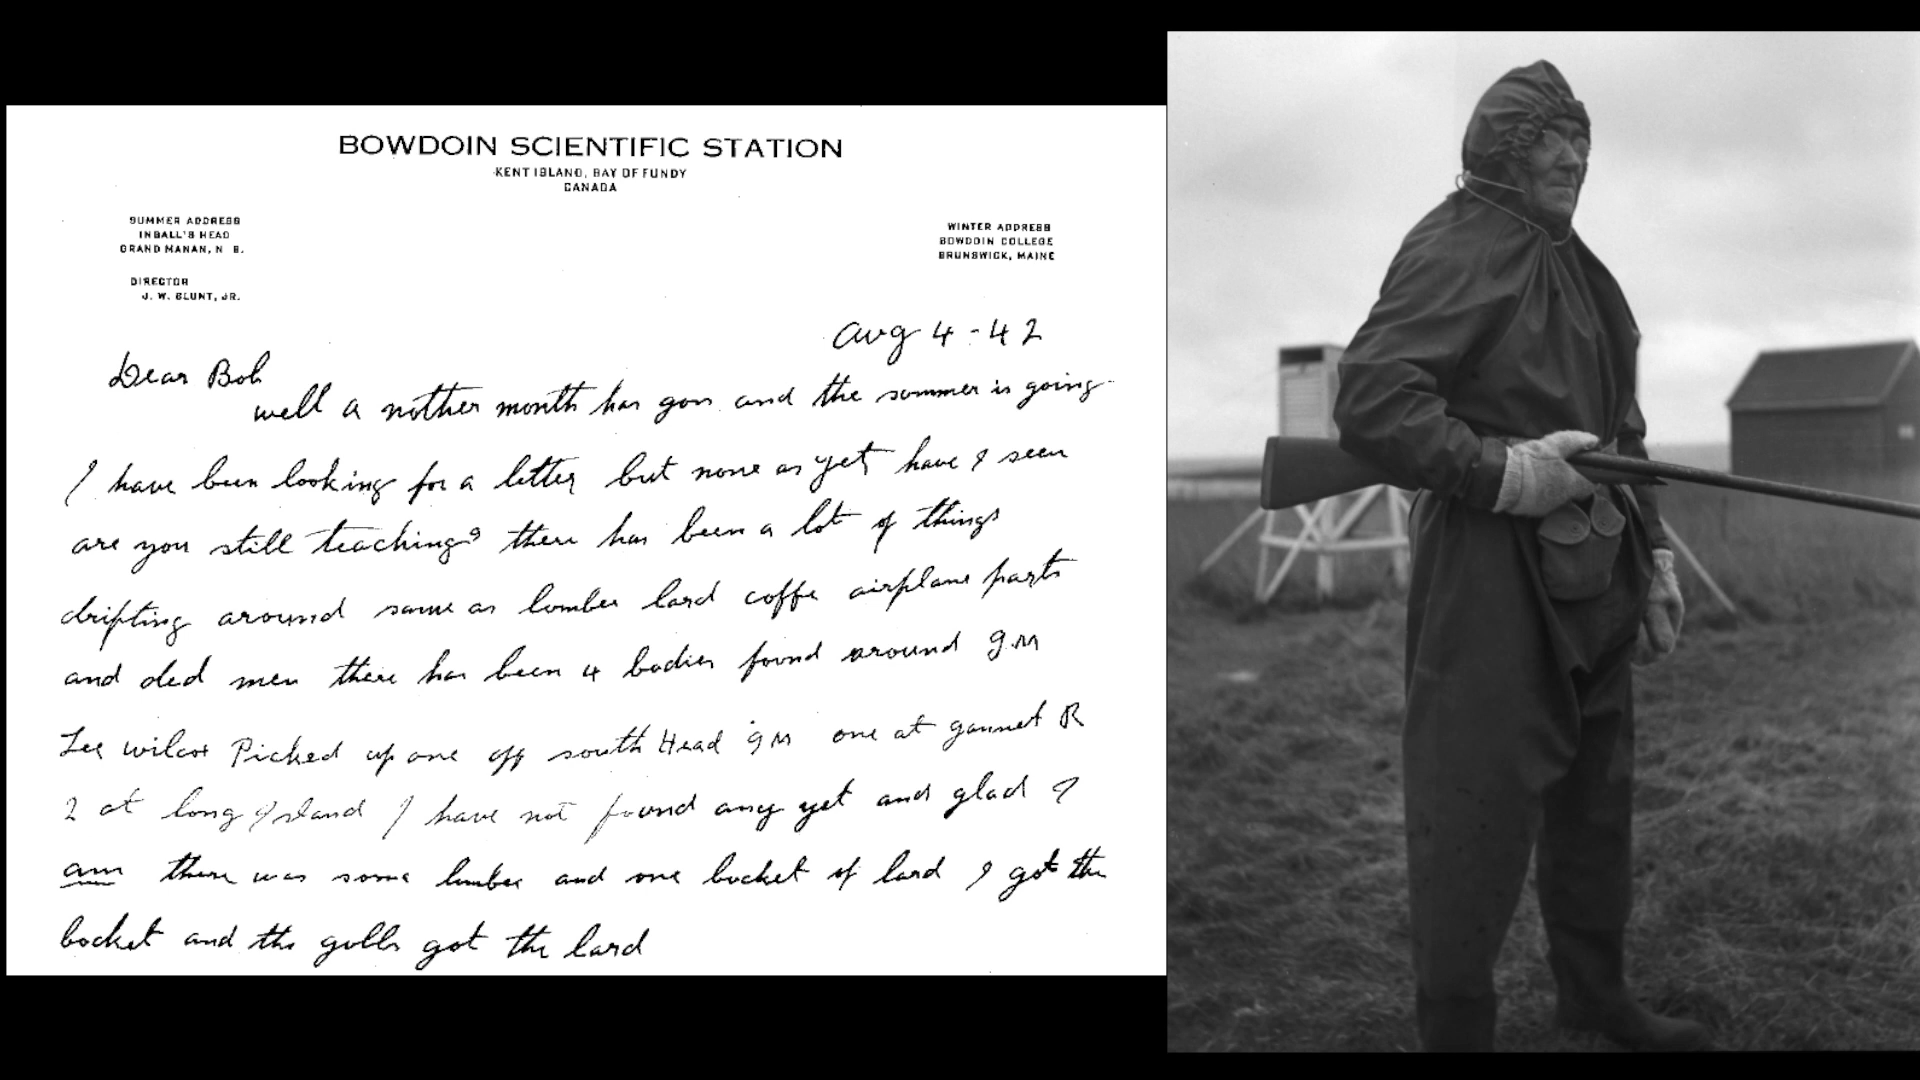 BOWDOIN SCIENTIFIC STATION
KENT ISLAND, BAY OF FUNDY
CANADA
SUMMER ADDRESS
INGALL'S HEAD
GRAND MANAN, N. B.
DIRECTOR
J. W. BLUNT, JR.
WINTER ADDRESS
BOWDOIN COLLEGE
BRUNSWICK, MAINE
Aug 4-42
Dear Bob
well a nother month has gon and the summer is going
I have been looking for a letter but none as yet, have I seen
are you still teaching? there has been a lot of things
drifting around same as lomber lard coffe airplane parts
and ded men there has been 4 bodies found around g.m
Lee wilcox Picked up one off south Head g M one at gannet R
2 at long Island I have not found any yet and glad I
am there was some lumber and one bucket of lard I got the
bocket and the gulls got the lard